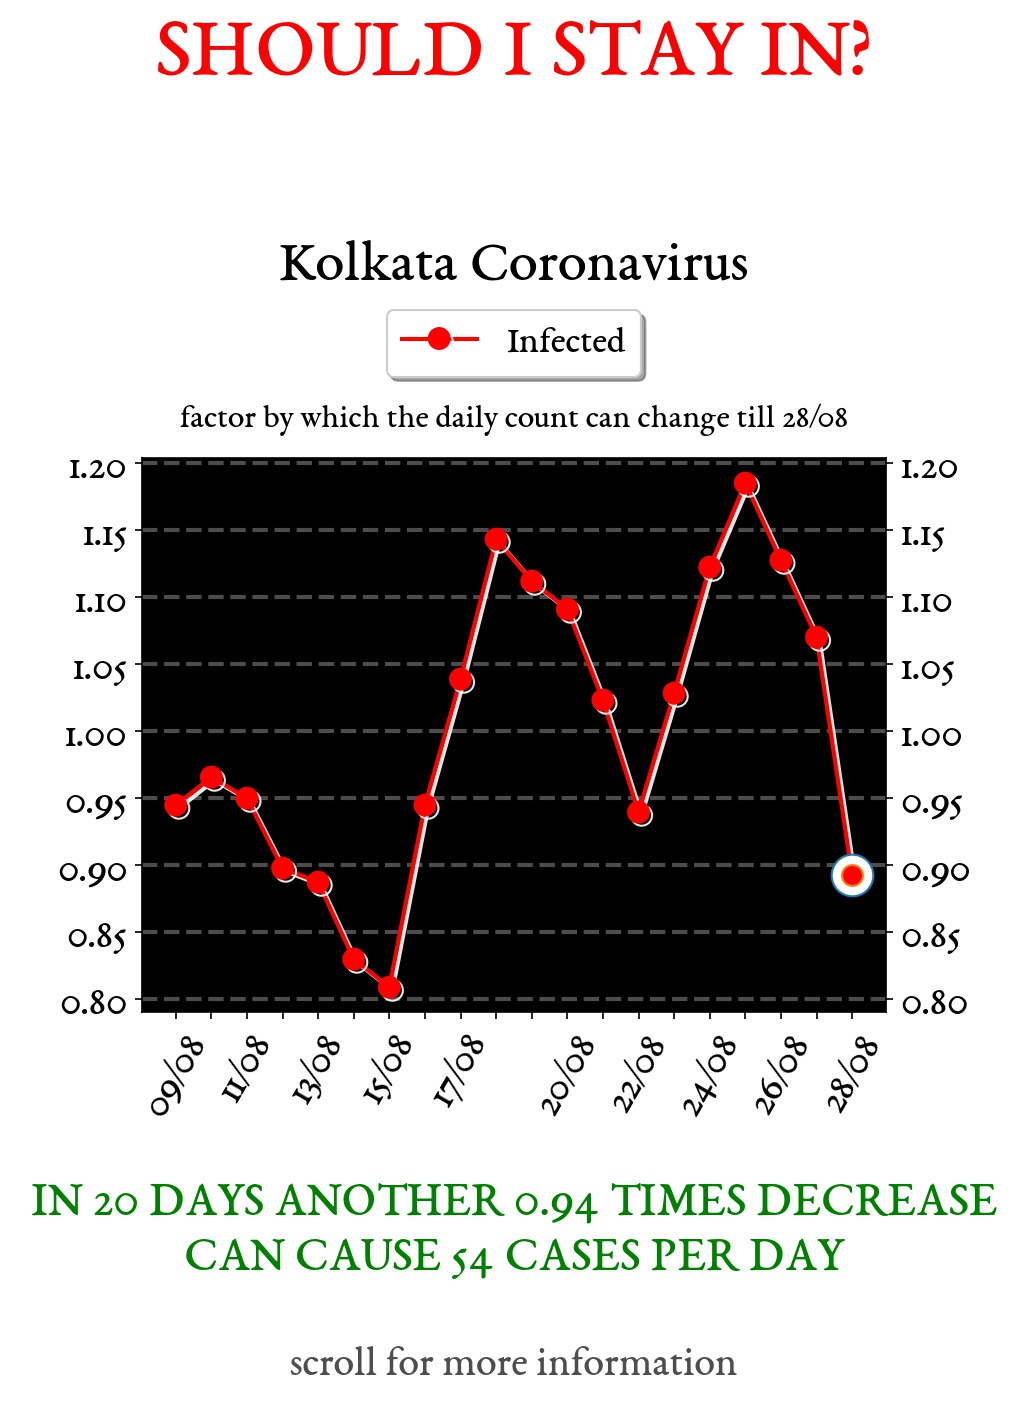 SHOULD I STAY IN?
Kolkata Coronavirus
Infected
factor by which the daily count can change till 28/08
1.20 1.20
1.15 1.15
1.10 1.10
1.05 1.05
1.00 1.00
0.95 0.95
0.90 0.90
0.85 0.85
0.80 0.80
09/08 11/08 13/08 15/08 17/08 20/08 22/08 24/08 26/08 28/08
IN 20 DAYS ANOTHER 0.94 TIMES DECREASE
CAN CAUSE 54 CASES PER DAY
scroll for more information